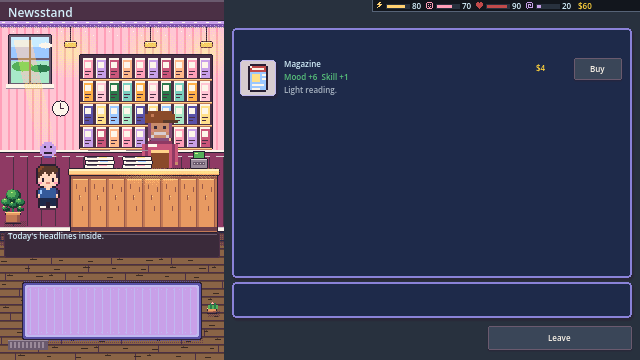 Newsstand
80 70 90 20 $60
Magazine
Mood +6 Skill +1
Light reading.
$4
Buy
Today's headlines inside.
Leave